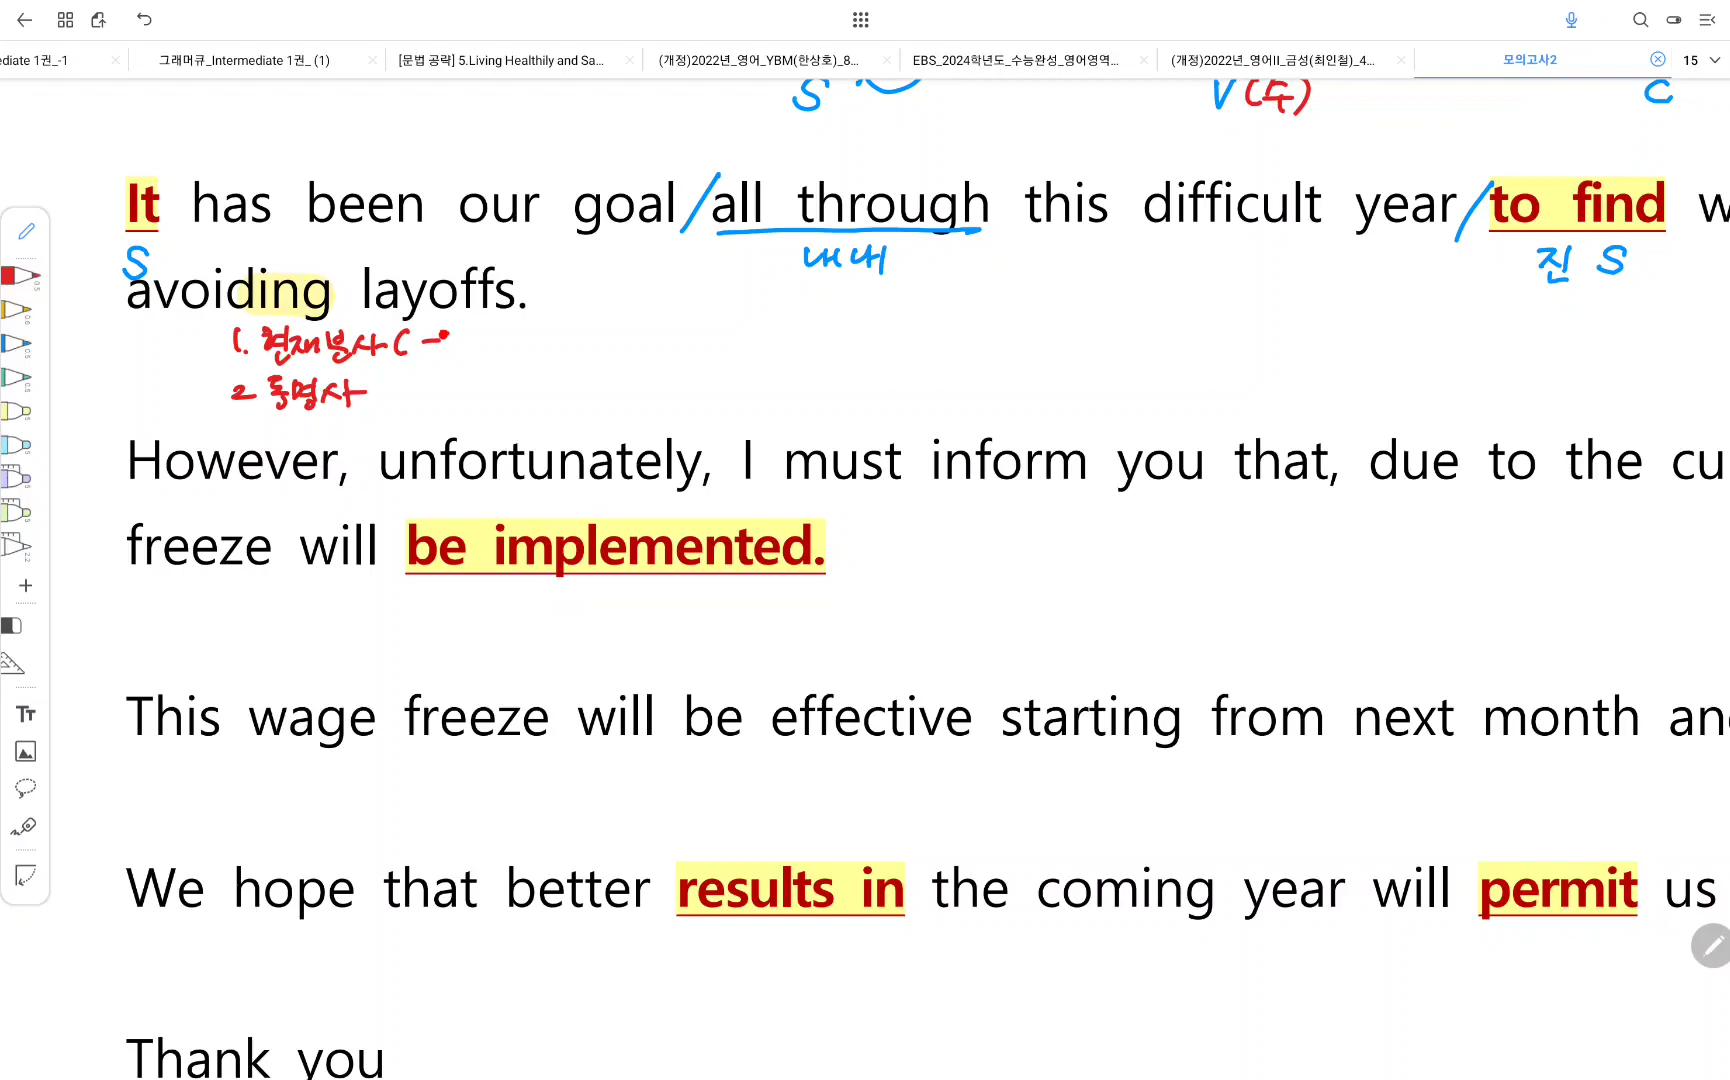 ediate 1권_-1
그래머큐_Intermediate 1권_ (1)
[문법 공략] 5.Living Healthily and Sa...
(개정)2022년_영어_YBM(한상호)_8...
EBS_2024학년도_수능완성_영어영역...
(개정)2022년_영어II_금성(최인철)_4...
모의고사2
15
S
V (주)
C
It has been our goal / all through this difficult year / to find w
S
내내
진 S
avoiding layoffs.
1. 현재분사 (
2 동명사
However, unfortunately, I must inform you that, due to the cu
freeze will be implemented.
This wage freeze will be effective starting from next month an
We hope that better results in the coming year will permit us
Thank you